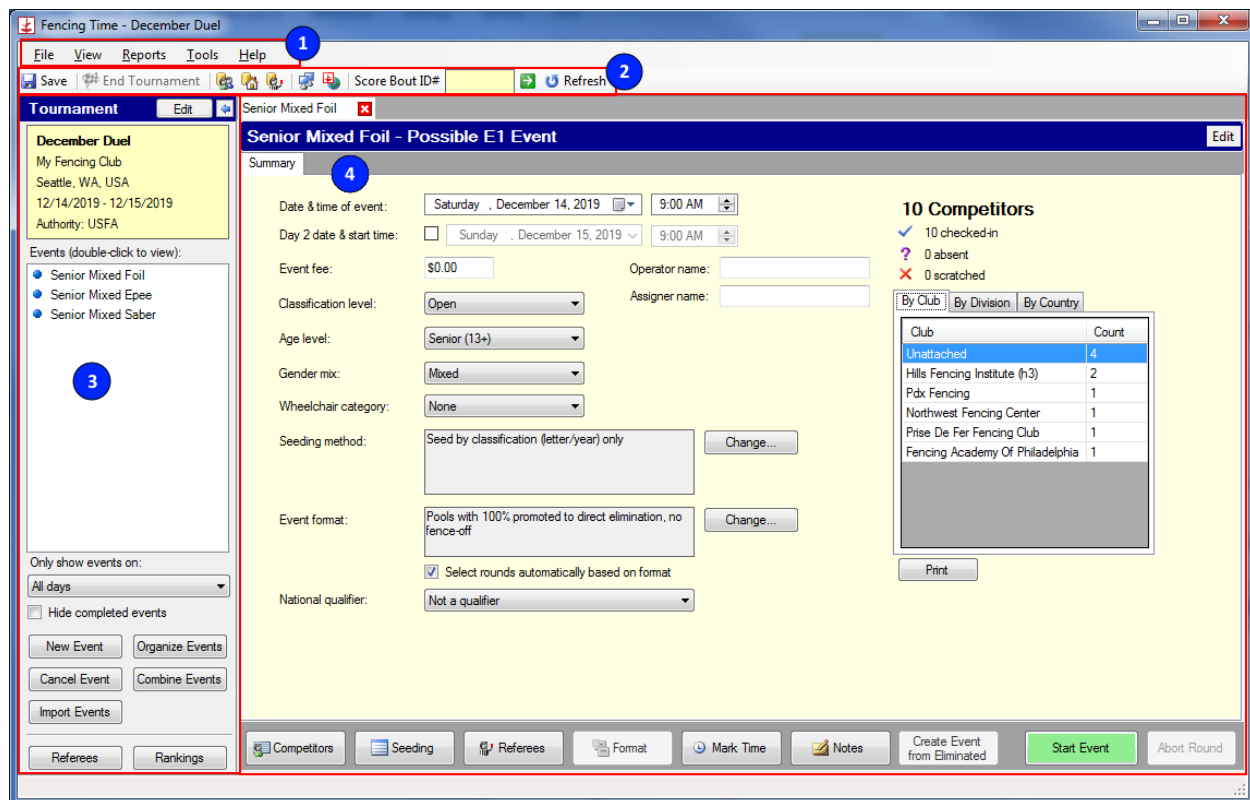 Fencing Time - December Duel
File View Reports Tools Help
1
Save End Tournament Score Bout ID# Refresh
2
Tournament Edit
December Duel
My Fencing Club
Seattle, WA, USA
12/14/2019 - 12/15/2019
Authority: USFA
Events (double-click to view):
Senior Mixed Foil
Senior Mixed Epee
Senior Mixed Saber
3
Only show events on:
All days
Hide completed events
New Event Organize Events
Cancel Event Combine Events
Import Events
Referees Rankings
Senior Mixed Foil
Senior Mixed Foil - Possible E1 Event Edit
Summary
4
Date & time of event: Saturday , December 14, 2019 9:00 AM
Day 2 date & start time: Sunday , December 15, 2019 9:00 AM
Event fee: $0.00 Operator name:
Assigner name:
Classification level: Open
Age level: Senior (13+)
Gender mix: Mixed
Wheelchair category: None
Seeding method: Seed by classification (letter/year) only Change...
Event format: Pools with 100% promoted to direct elimination, no Change...
fence-off
Select rounds automatically based on format
National qualifier: Not a qualifier
10 Competitors
10 checked-in
? 0 absent
0 scratched
By Club By Division By Country
Club Count
Unattached 4
Hills Fencing Institute (h3) 2
Pdx Fencing 1
Northwest Fencing Center 1
Prise De Fer Fencing Club 1
Fencing Academy Of Philadelphia 1
Print
Competitors Seeding Referees Format Mark Time Notes Create Event Start Event Abort Round
from Eliminated